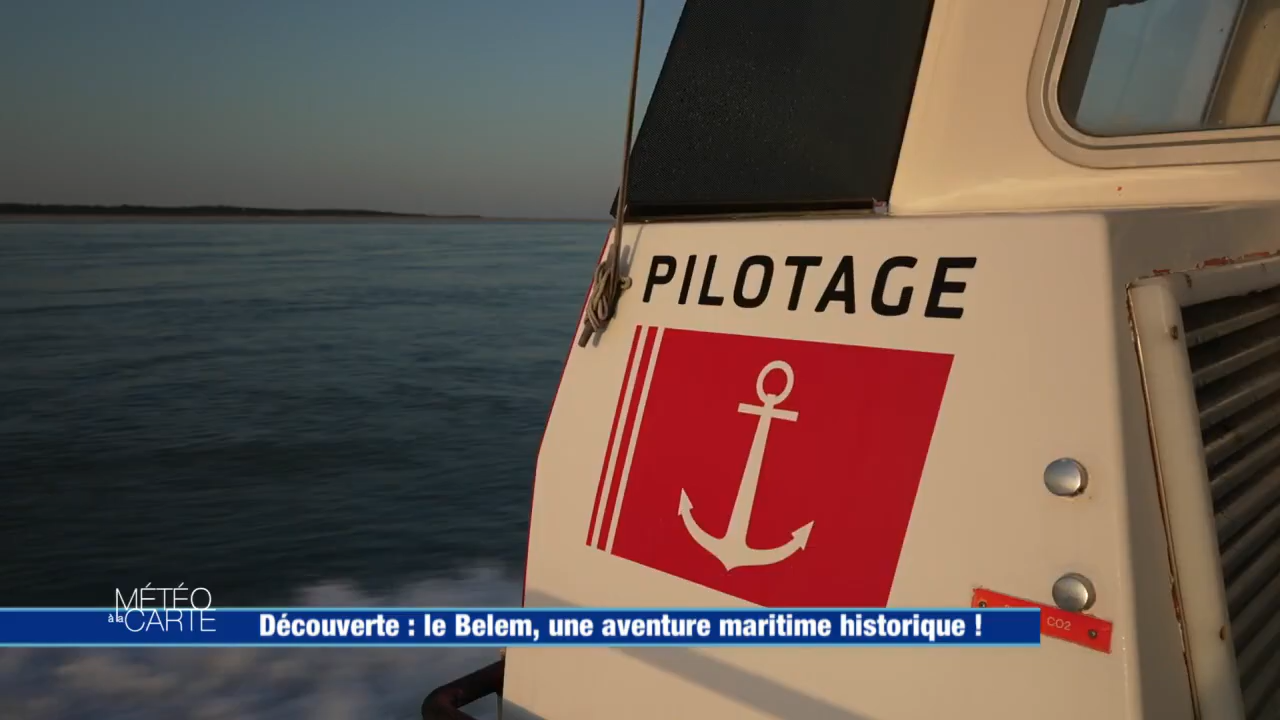 PILOTAGE
MÉTÉO
à la CARTE
Découverte : le Belem, une aventure maritime historique !
CO2